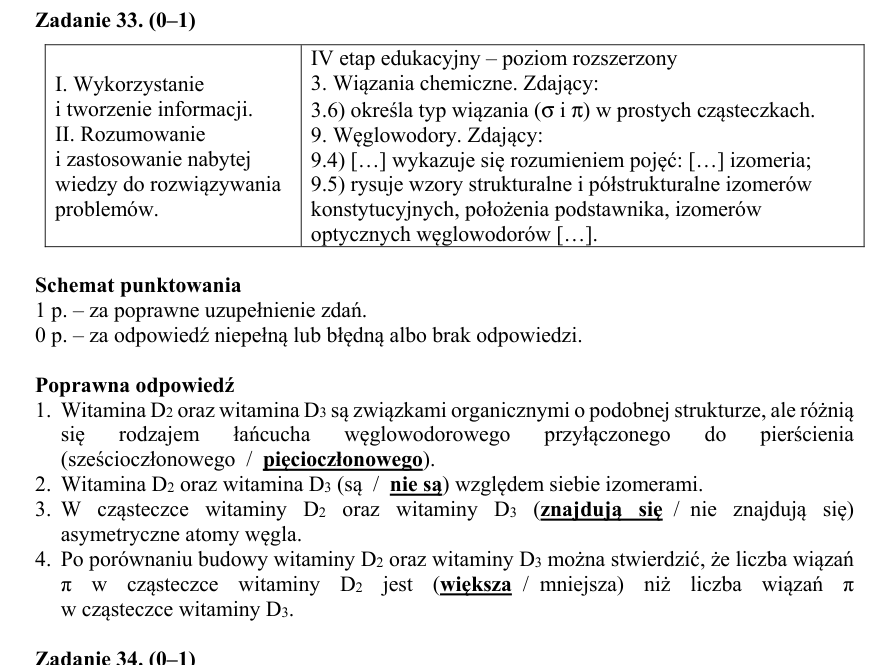 Zadanie 33. (0–1)
I. Wykorzystanie
i tworzenie informacji.
II. Rozumowanie
i zastosowanie nabytej
wiedzy do rozwiązywania
problemów.
IV etap edukacyjny – poziom rozszerzony
3. Wiązania chemiczne. Zdający:
3.6) określa typ wiązania (σ i π) w prostych cząsteczkach.
9. Węglowodory. Zdający:
9.4) […] wykazuje się rozumieniem pojęć: […] izomeria;
9.5) rysuje wzory strukturalne i półstrukturalne izomerów
konstytucyjnych, położenia podstawnika, izomerów
optycznych węglowodorów […].
Schemat punktowania
1 p. – za poprawne uzupełnienie zdań.
0 p. – za odpowiedź niepełną lub błędną albo brak odpowiedzi.
Poprawna odpowiedź
1. Witamina D2 oraz witamina D3 są związkami organicznymi o podobnej strukturze, ale różnią
się rodzajem łańcucha węglowodorowego przyłączonego do pierścienia
(sześcioczłonowego / pięcioczłonowego).
2. Witamina D2 oraz witamina D3 (są / nie są) względem siebie izomerami.
3. W cząsteczce witaminy D2 oraz witaminy D3 (znajdują się / nie znajdują się)
asymetryczne atomy węgla.
4. Po porównaniu budowy witaminy D2 oraz witaminy D3 można stwierdzić, że liczba wiązań
π w cząsteczce witaminy D2 jest (większa / mniejsza) niż liczba wiązań π
w cząsteczce witaminy D3.
Zadanie 34. (0–1)